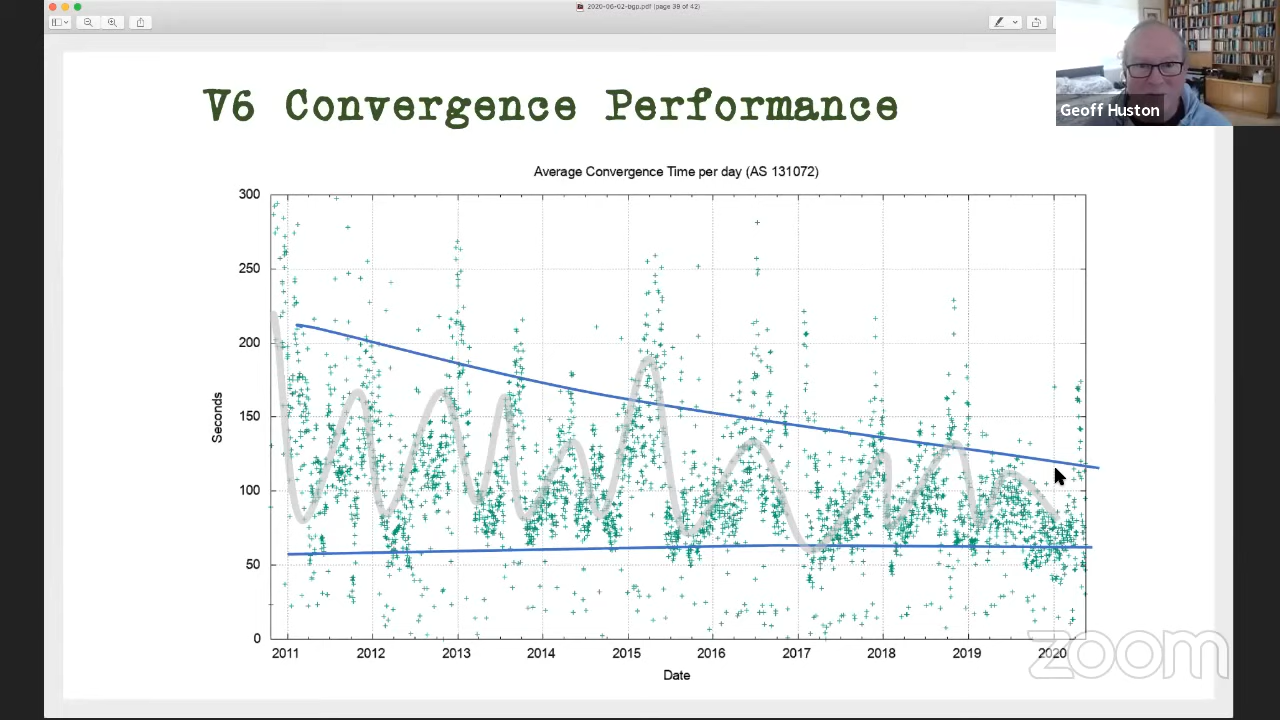 2020-06-02-bgp.pdf (page 39 of 42)
Geoff Huston
V6 Convergence Performance
Average Convergence Time per day (AS 131072)
300
250
200
150
100
50
0
Seconds
2011 2012 2013 2014 2015 2016 2017 2018 2019 2020
Date
zoom